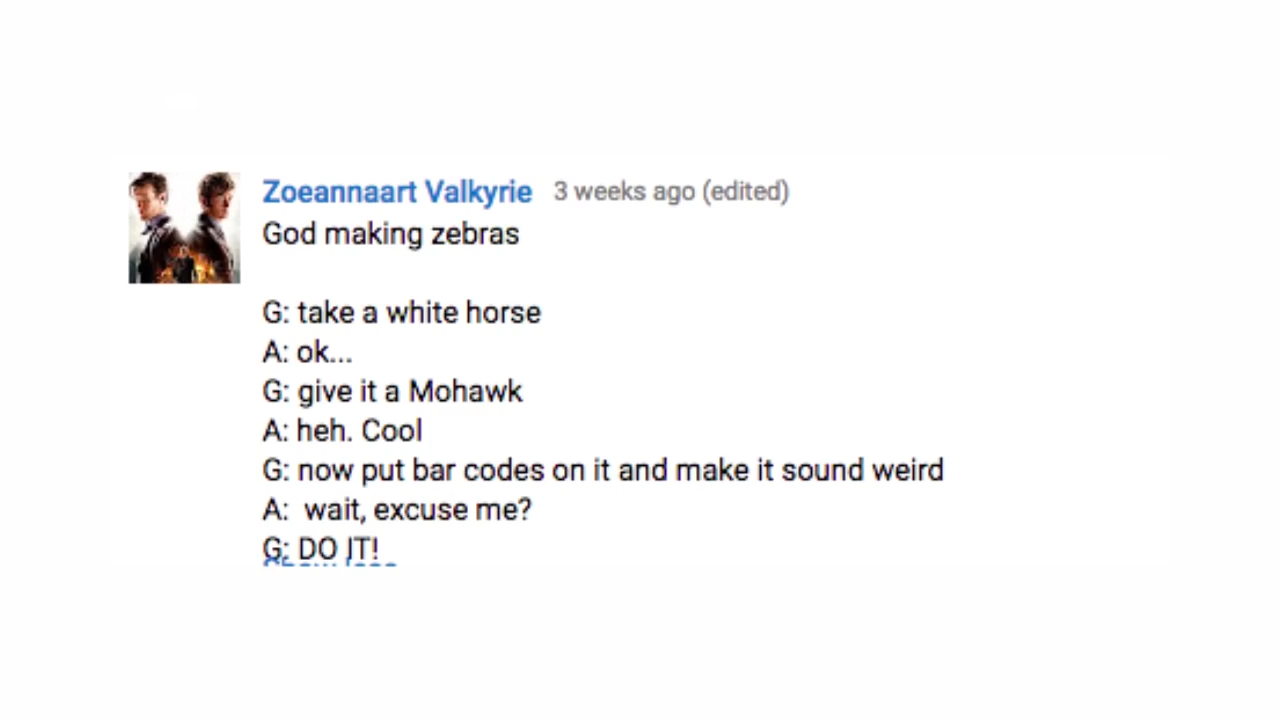 Zoeannaart Valkyrie 3 weeks ago (edited)
God making zebras
G: take a white horse
A: ok...
G: give it a Mohawk
A: heh. Cool
G: now put bar codes on it and make it sound weird
A:  wait, excuse me?
G: DO IT!